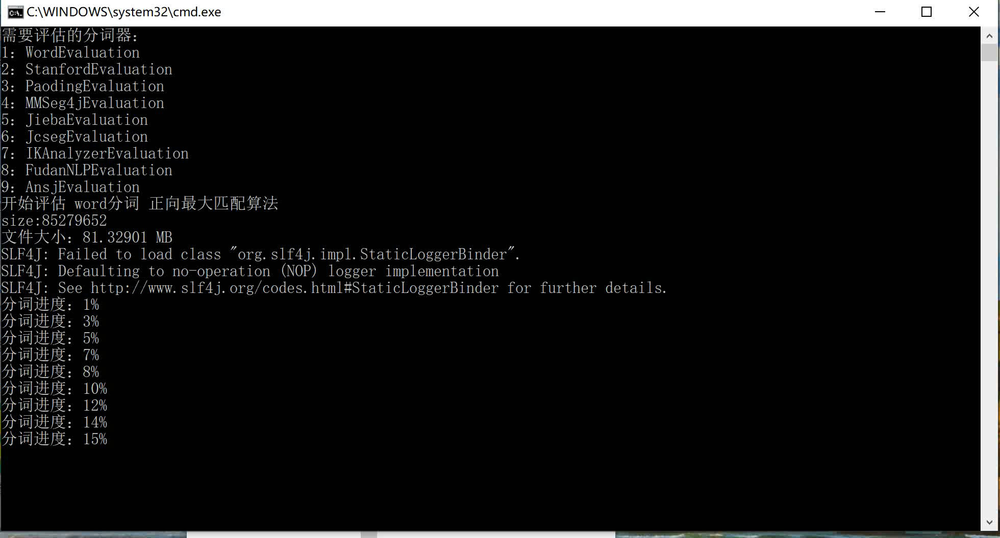 C:\WINDOWS\system32\cmd.exe
需要评估的分词器：
1：WordEvaluation
2：StanfordEvaluation
3：PaodingEvaluation
4：MMSeg4jEvaluation
5：JiebaEvaluation
6：JcsegEvaluation
7：IKAnalyzerEvaluation
8：FudanNLPEvaluation
9：AnsjEvaluation
开始评估 word分词 正向最大匹配算法
size:85279652
文件大小：81.32901 MB
SLF4J: Failed to load class "org.slf4j.impl.StaticLoggerBinder".
SLF4J: Defaulting to no-operation (NOP) logger implementation
SLF4J: See http://www.slf4j.org/codes.html#StaticLoggerBinder for further details.
分词进度：1%
分词进度：3%
分词进度：5%
分词进度：7%
分词进度：8%
分词进度：10%
分词进度：12%
分词进度：14%
分词进度：15%